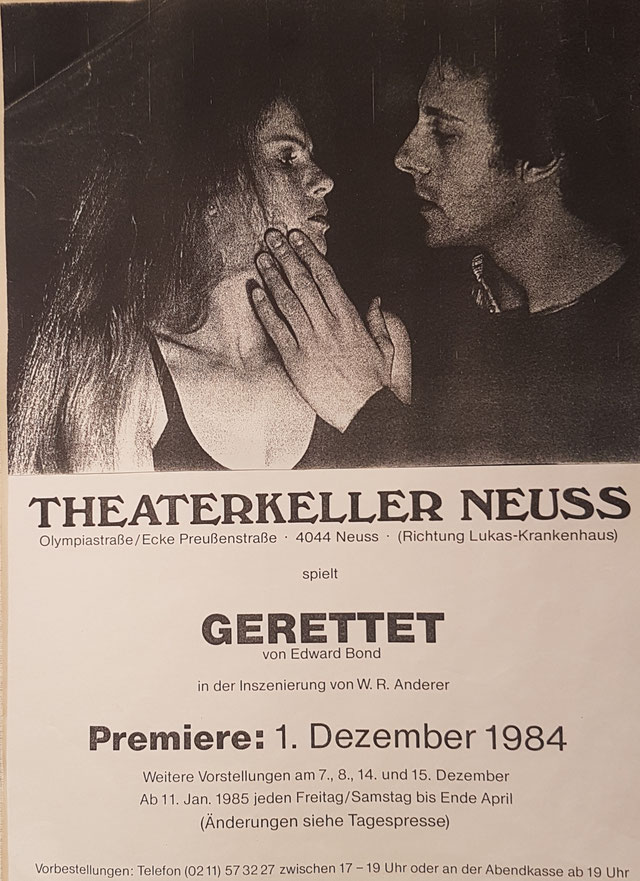 THEATERKELLER NEUSS
Olympiastraße/Ecke Preußenstraße · 4044 Neuss · (Richtung Lukas-Krankenhaus)
spielt
GERETTET
von Edward Bond
in der Inszenierung von W. R. Anderer
Premiere: 1. Dezember 1984
Weitere Vorstellungen am 7., 8., 14. und 15. Dezember
Ab 11. Jan. 1985 jeden Freitag/Samstag bis Ende April
(Änderungen siehe Tagespresse)
Vorbestellungen: Telefon (02 11) 57 32 27 zwischen 17 – 19 Uhr oder an der Abendkasse ab 19 Uhr